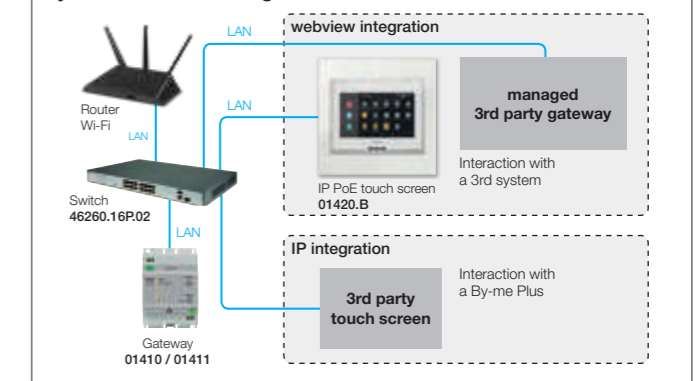 LAN
webview integration
Router
Wi-Fi
LAN
LAN
managed
3rd party gateway
IP PoE touch screen
01420.B
Interaction with
a 3rd system
Switch
46260.16P.02
LAN
IP integration
3rd party
touch screen
Interaction with
a By-me Plus
Gateway
01410 / 01411